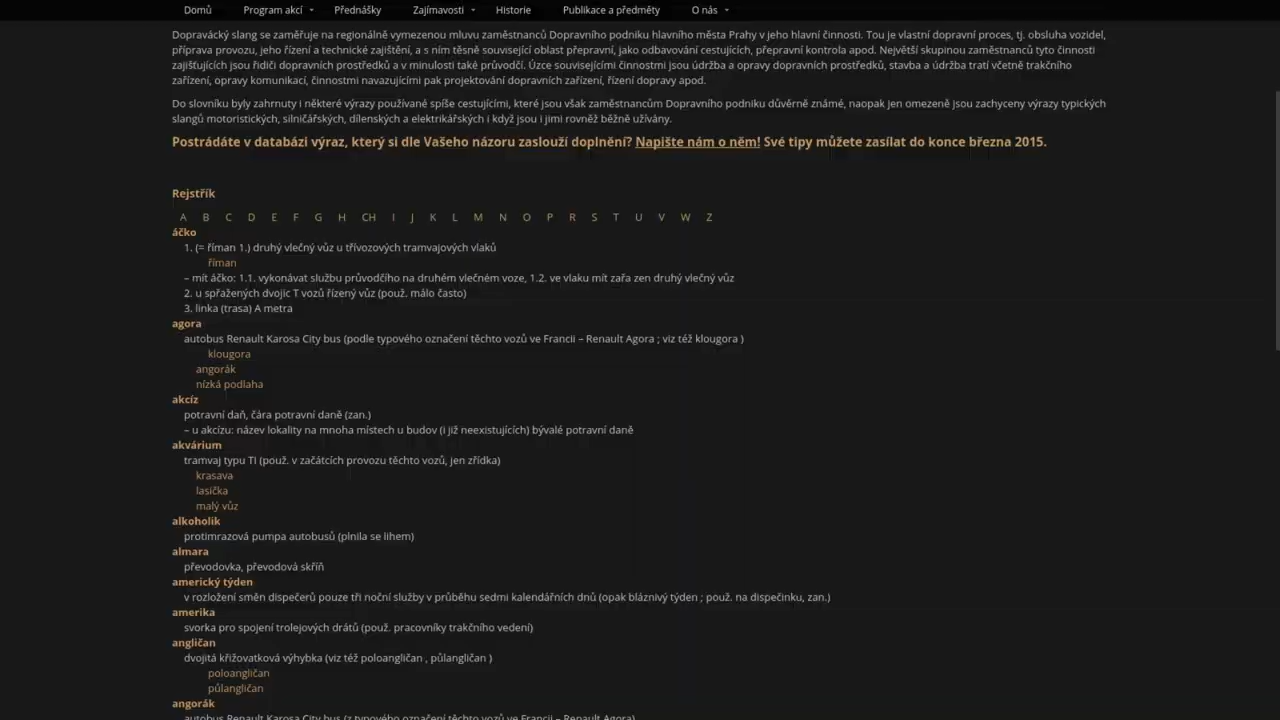 Domů Program akcí Přednášky Zajímavosti Historie Publikace a předměty O nás
Dopravácký slang se zaměřuje na regionálně vymezenou mluvu zaměstnanců Dopravního podniku hlavního města Prahy v jeho hlavní činnosti. Tou je vlastní dopravní proces, tj. obsluha vozidel,
příprava provozu, jeho řízení a technické zajištění, a s ním těsně související oblast přepravní, jako odbavování cestujících, přepravní kontrola apod. Největší skupinou zaměstnanců tyto činnosti
zajišťujících jsou řidiči dopravních prostředků a v minulosti také průvodčí. Úzce souvisejícími činnostmi jsou údržba a opravy dopravních prostředků, stavba a údržba tratí včetně trakčního
zařízení, opravy komunikací, činnostmi navazujícími pak projektování dopravních zařízení, řízení dopravy apod.
Do slovníku byly zahrnuty i některé výrazy používané spíše cestujícími, které jsou však zaměstnancům Dopravního podniku důvěrně známé, naopak jen omezeně jsou zachyceny výrazy typických
slangů motoristických, silničářských, dílenských a elektrikářských i když jsou i jimi rovněž běžně užívány.
Postrádáte v databázi výraz, který si dle Vašeho názoru zaslouží doplnění? Napište nám o něm! Své tipy můžete zasílat do konce března 2015.
Rejstřík
A B C D E F G H CH I J K L M N O P R S T U V W Z
áčko
1. (= říman 1.) druhý vlečný vůz u třívozových tramvajových vlaků
říman
– mít áčko: 1.1. vykonávat službu průvodčího na druhém vlečném voze, 1.2. ve vlaku mít zařa zen druhý vlečný vůz
2. u spřažených dvojic T vozů řízený vůz (použ. málo často)
3. linka (trasa) A metra
agora
autobus Renault Karosa City bus (podle typového označení těchto vozů ve Francii – Renault Agora ; viz též klougora )
klougora
angorák
nízká podlaha
akcíz
potravní daň, čára potravní daně (zan.)
– u akcízu: název lokality na mnoha místech u budov (i již neexistujících) bývalé potravní daně
akvárium
tramvaj typu TI (použ. v začátcích provozu těchto vozů, jen zřídka)
krasava
lasička
malý vůz
alkoholik
protimrazová pumpa autobusů (plnila se lihem)
almara
převodovka, převodová skříň
americký týden
v rozložení směn dispečerů pouze tři noční služby v průběhu sedmi kalendářních dnů (opak bláznivý týden ; použ. na dispečinku, zan.)
amerika
svorka pro spojení trolejových drátů (použ. pracovníky trakčního vedení)
angličan
dvojitá křižovatková výhybka (viz též poloangličan , půlangličan )
poloangličan
půlangličan
angorák
autobus Renault Karosa City bus (z typového označení těchto vozů ve Francii – Renault Agora)